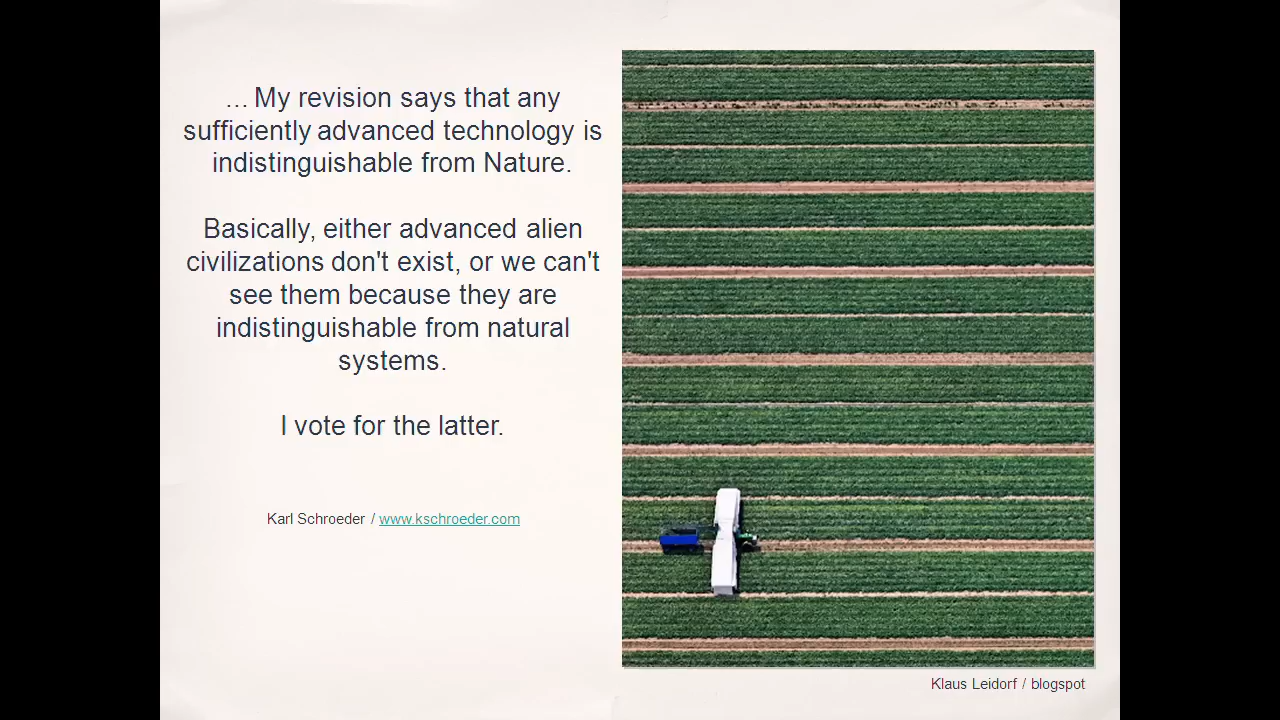 ... My revision says that any
sufficiently advanced technology is
indistinguishable from Nature.
Basically, either advanced alien
civilizations don't exist, or we can't
see them because they are
indistinguishable from natural
systems.
I vote for the latter.
Karl Schroeder / www.kschroeder.com
Klaus Leidorf / blogspot